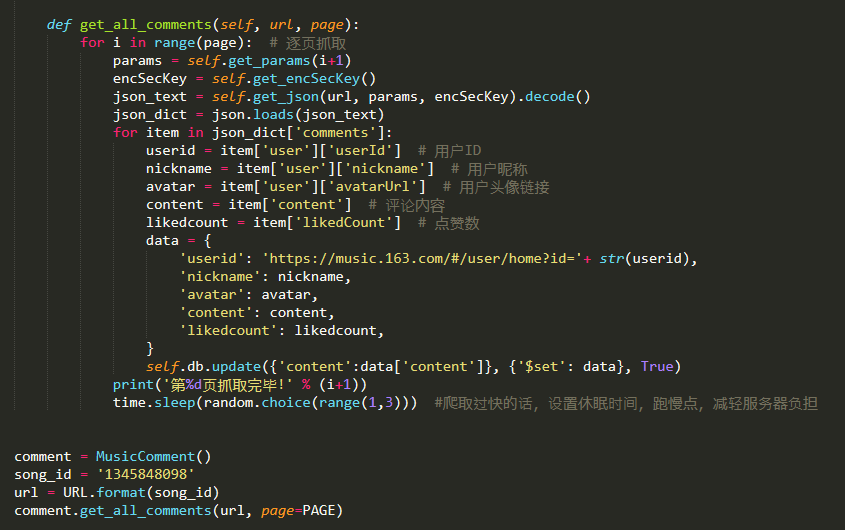 def get_all_comments(self, url, page):
for i in range(page):  # 逐页抓取
params = self.get_params(i+1)
encSecKey = self.get_encSecKey()
json_text = self.get_json(url, params, encSecKey).decode()
json_dict = json.loads(json_text)
for item in json_dict['comments']:
userid = item['user']['userId']  # 用户ID
nickname = item['user']['nickname']  # 用户昵称
avatar = item['user']['avatarUrl']  # 用户头像链接
content = item['content']  # 评论内容
likedcount = item['likedCount']  # 点赞数
data = {
'userid': 'https://music.163.com/#/user/home?id='+ str(userid),
'nickname': nickname,
'avatar': avatar,
'content': content,
'likedcount': likedcount,
}
self.db.update({'content':data['content']}, {'$set': data}, True)
print('第%d页抓取完毕!' % (i+1))
time.sleep(random.choice(range(1,3)))  #爬取过快的话，设置休眠时间，跑慢点，减轻服务器负担
comment = MusicComment()
song_id = '1345848098'
url = URL.format(song_id)
comment.get_all_comments(url, page=PAGE)